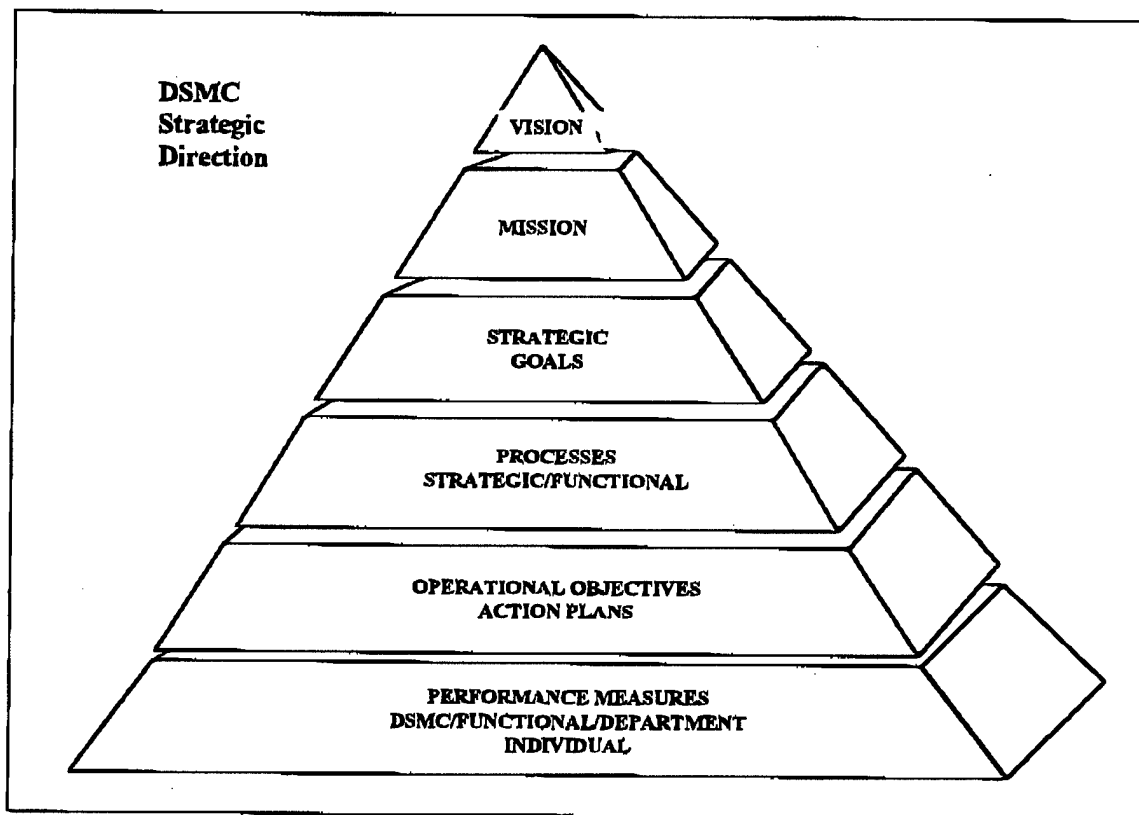 DSMC
Strategic
Direction
VISION
MISSION
STRATEGIC
GOALS
PROCESSES
STRATEGIC/FUNCTIONAL
OPERATIONAL OBJECTIVES
ACTION PLANS
PERFORMANCE MEASURES
DSMC/FUNCTIONAL/DEPARTMENT
INDIVIDUAL